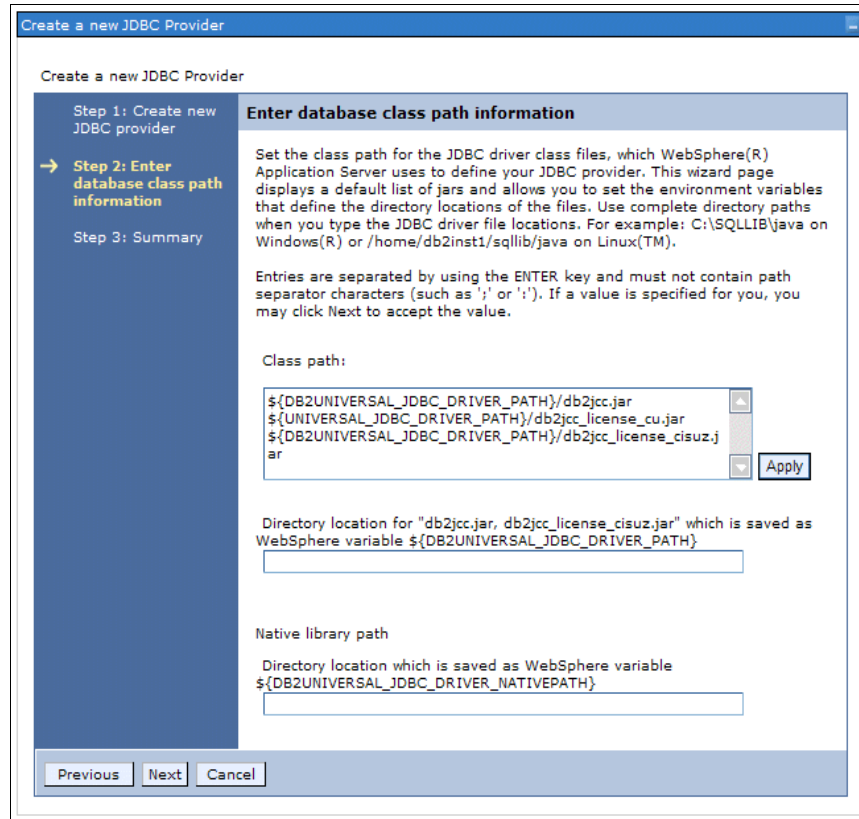 Create a new JDBC Provider
Create a new JDBC Provider
Step 1: Create new
JDBC provider
Step 2: Enter
database class path
information
Step 3: Summary
Enter database class path information
Set the class path for the JDBC driver class files, which WebSphere(R)
Application Server uses to define your JDBC provider. This wizard page
displays a default list of jars and allows you to set the environment variables
that define the directory locations of the files. Use complete directory paths
when you type the JDBC driver file locations. For example: C:\SQLLIB\java on
Windows(R) or /home/db2inst1/sqllib/java on Linux(TM).
Entries are separated by using the ENTER key and must not contain path
separator characters (such as ';' or ':'). If a value is specified for you, you
may click Next to accept the value.
Class path:
${DB2UNIVERSAL_JDBC_DRIVER_PATH}/db2jcc.jar
${UNIVERSAL_JDBC_DRIVER_PATH}/db2jcc_license_cu.jar
${DB2UNIVERSAL_JDBC_DRIVER_PATH}/db2jcc_license_cisuz.j
ar
Apply
Directory location for "db2jcc.jar, db2jcc_license_cisuz.jar" which is saved as
WebSphere variable ${DB2UNIVERSAL_JDBC_DRIVER_PATH}
Native library path
Directory location which is saved as WebSphere variable
${DB2UNIVERSAL_JDBC_DRIVER_NATIVEPATH}
Previous Next Cancel